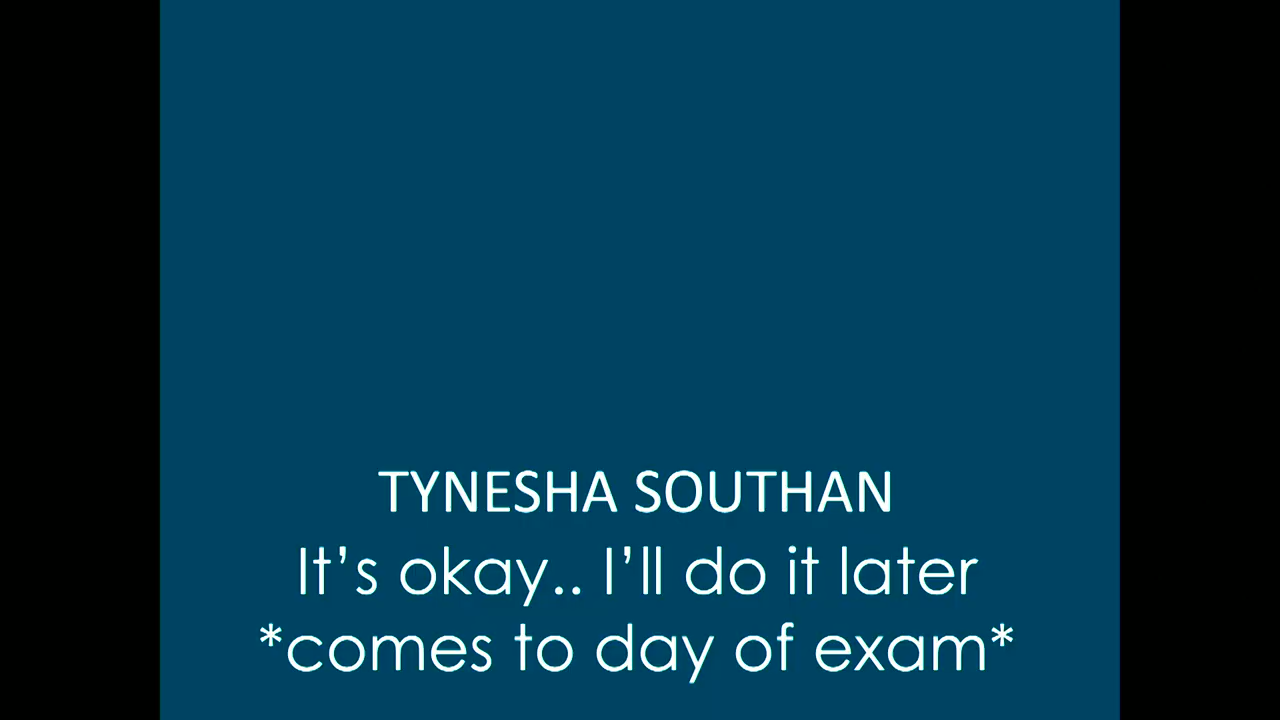 TYNESHA SOUTHAN
It’s okay.. I’ll do it later
*comes to day of exam*